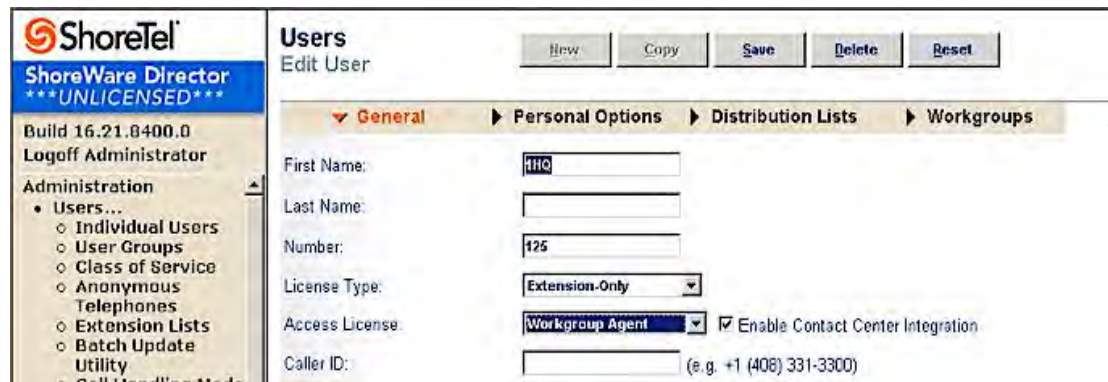 ShoreTel
ShoreWare Director
***UNLICENSED***
Build 16.21.8400.0
Logoff Administrator
Administration
Users...
Individual Users
User Groups
Class of Service
Anonymous
Telephones
Extension Lists
Batch Update
Utility
Call Handling Mode
Users
Edit User
New Copy Save Delete Reset
General Personal Options Distribution Lists Workgroups
First Name: 1HQ
Last Name:
Number: 125
License Type: Extension-Only
Access License: Workgroup Agent Enable Contact Center Integration
Caller ID: (e.g. +1 (408) 331-3300)